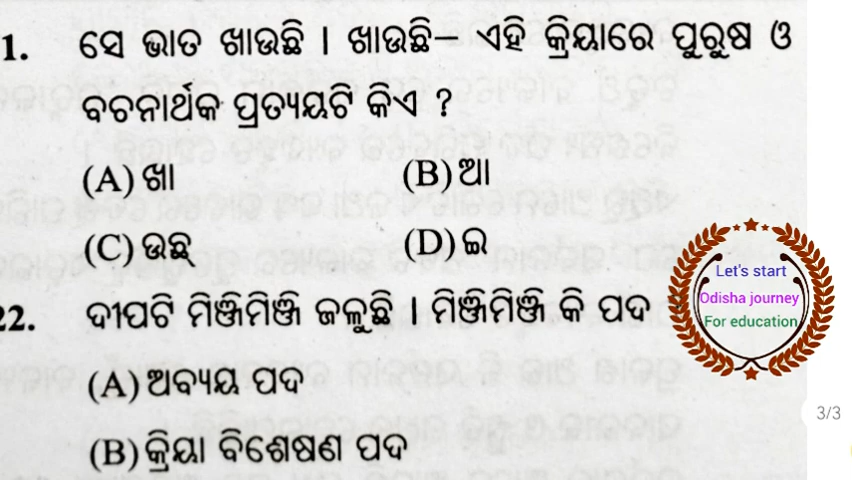 1. ସେ ଭାତ ଖାଉଛି । ଖାଉଛି– ଏହି କ୍ରିୟାରେ ପୁରୁଷ ଓ
ବଚନାର୍ଥକ ପ୍ରତ୍ୟୟଟି କିଏ ?
(A) ଖା (B) ଆ
(C) ଉଛ୍ (D) ଇ
22. ଦୀପଟି ମିଞ୍ଜିମିଞ୍ଜି ଜଳୁଛି । ମିଞ୍ଜିମିଞ୍ଜି କି ପଦ
(A) ଅବ୍ୟୟ ପଦ
(B) କ୍ରିୟା ବିଶେଷଣ ପଦ
Let's start
Odisha journey
For education
3/3